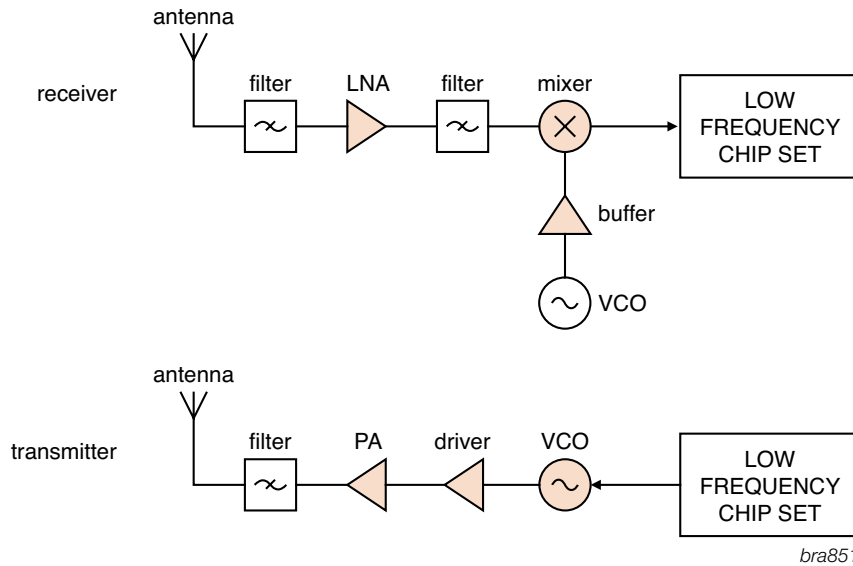 antenna
receiver
filter
LNA
filter
mixer
LOW
FREQUENCY
CHIP SET
buffer
VCO
antenna
transmitter
filter
PA
driver
VCO
LOW
FREQUENCY
CHIP SET
bra851